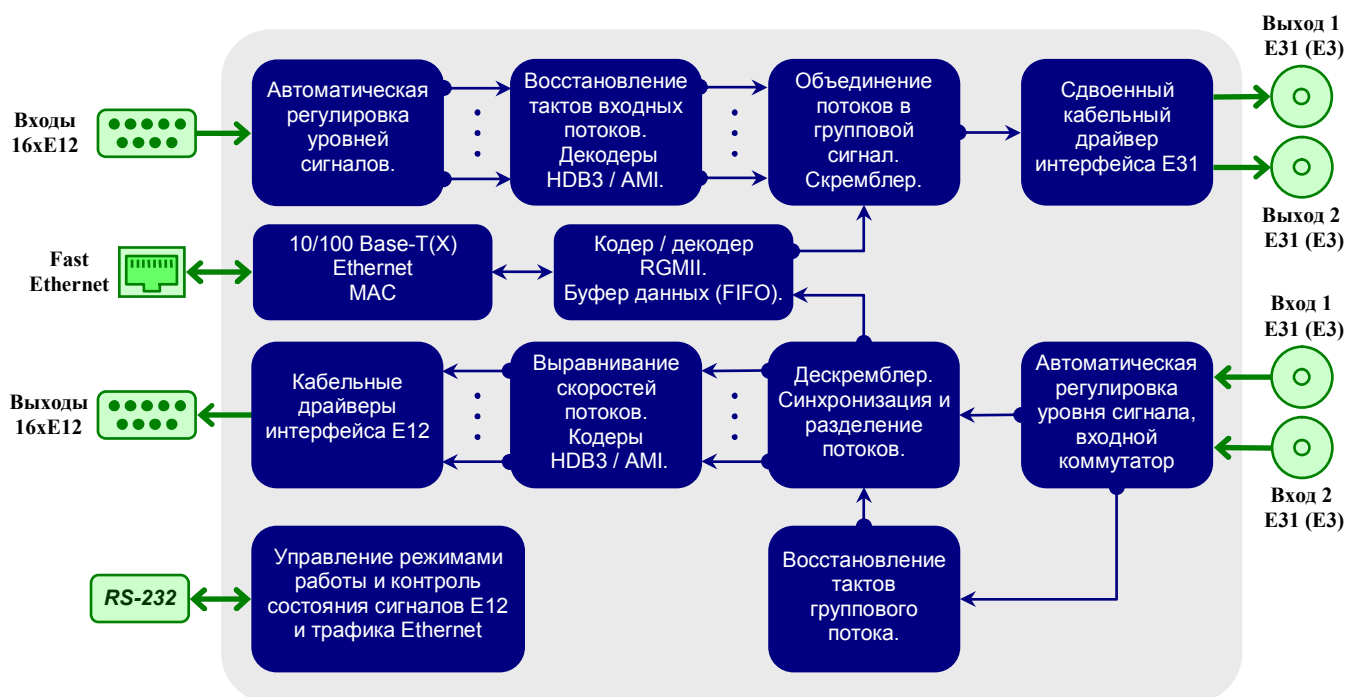 Выход 1
E31 (E3)
Входы
16xE12
Автоматическая
регулировка
уровней
сигналов.
Восстановление
тактов входных
потоков.
Декодеры
HDB3 / AMI.
Объединение
потоков в
групповой
сигнал.
Скремблер.
Сдвоенный
кабельный
драйвер
интерфейса E31
Выход 2
E31 (E3)
Fast
Ethernet
10/100 Base-T(X)
Ethernet
MAC
Кодер / декодер
RGMII.
Буфер данных (FIFO).
Вход 1
E31 (E3)
Выходы
16xE12
Кабельные
драйверы
интерфейса E12
Выравнивание
скоростей
потоков.
Кодеры
HDB3 / AMI.
Дескремблер.
Синхронизация и
разделение
потоков.
Автоматическая
регулировка
уровня сигнала,
входной
коммутатор
Вход 2
E31 (E3)
RS-232
Управление режимами
работы и контроль
состояния сигналов E12
и трафика Ethernet
Восстановление
тактов
группового
потока.